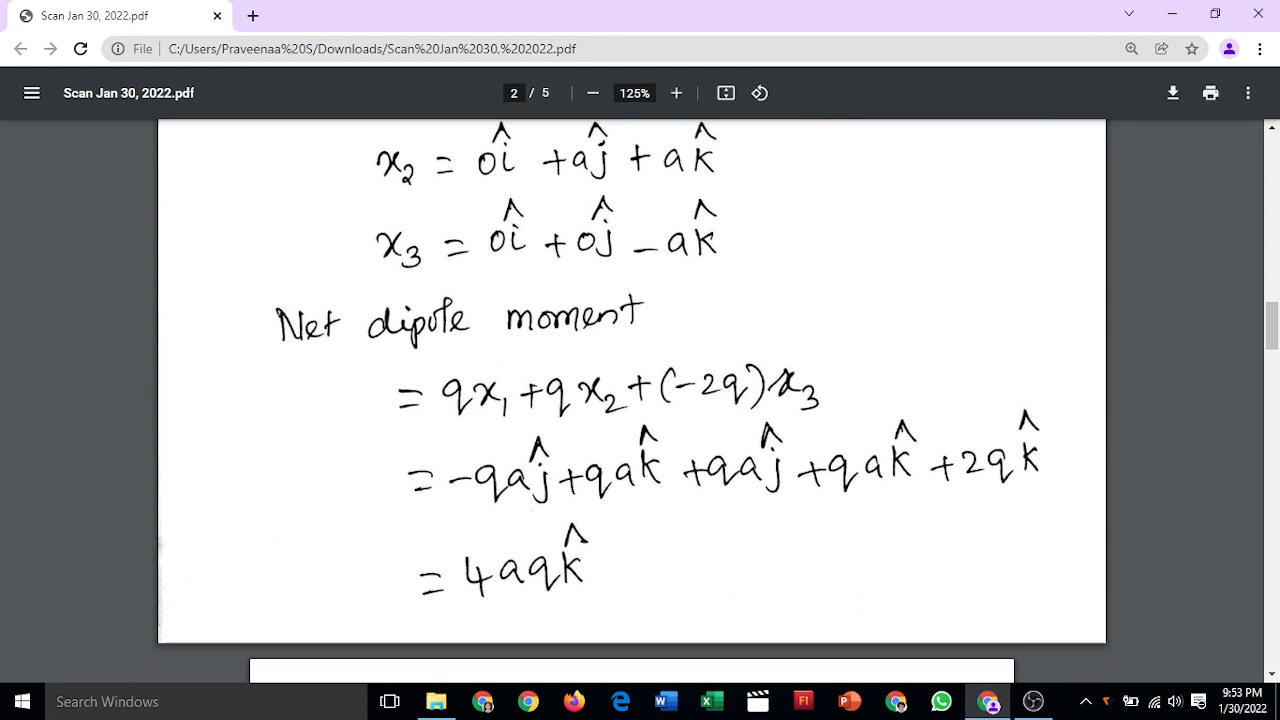 Scan Jan 30, 2022.pdf
File C:/Users/Praveenaa%20S/Downloads/Scan%20Jan%2030,%202022.pdf
Scan Jan 30, 2022.pdf 2 / 5 125%
x₂ = 0î + aĵ + ak̂
x₃ = 0î + 0ĵ - ak̂
Net dipole moment
= qx₁ + qx₂ + (-2q)x₃
= -qaĵ + qak̂ + qaĵ + qak̂ + 2qk̂
= 4aqk̂
Search Windows
9:53 PM
1/30/2022